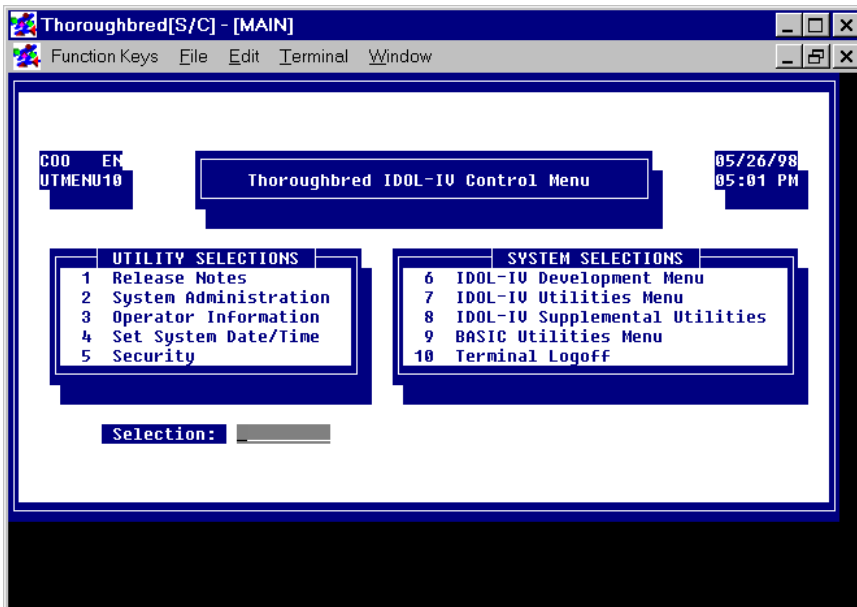 Thoroughbred[S/C] - [MAIN]
Function Keys File Edit Terminal Window
COO EN
UTMENU10
Thoroughbred IDOL-IV Control Menu
05/26/98
05:01 PM
UTILITY SELECTIONS
1 Release Notes
2 System Administration
3 Operator Information
4 Set System Date/Time
5 Security
SYSTEM SELECTIONS
6 IDOL-IV Development Menu
7 IDOL-IV Utilities Menu
8 IDOL-IV Supplemental Utilities
9 BASIC Utilities Menu
10 Terminal Logoff
Selection: